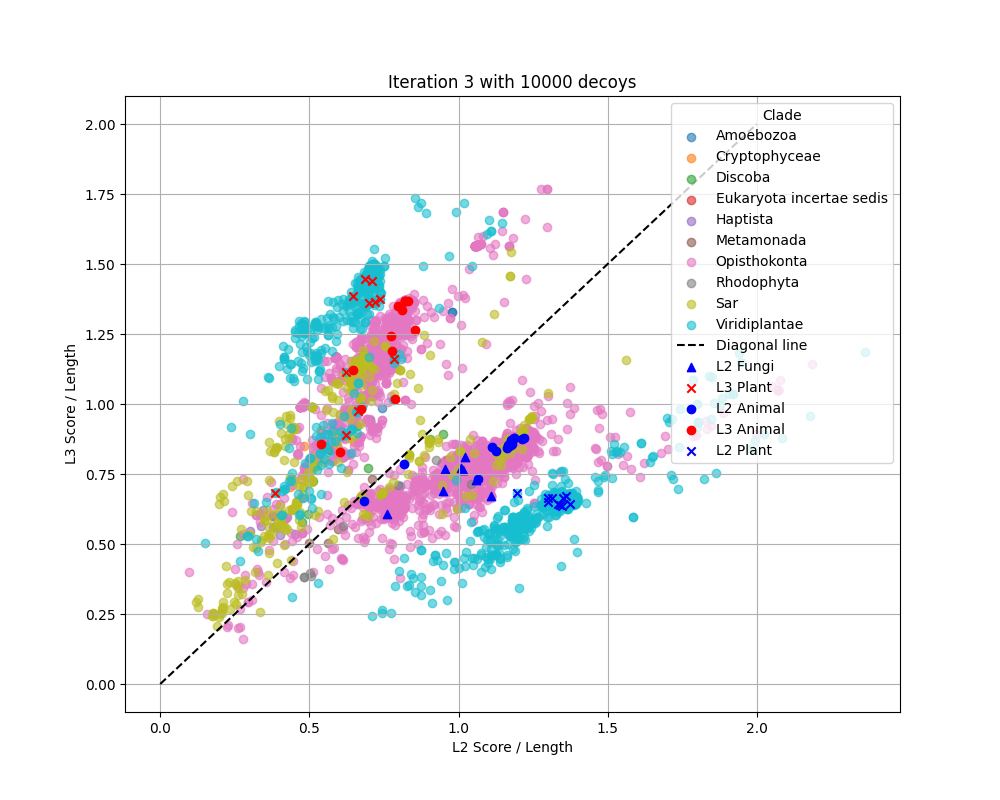 Iteration 3 with 10000 decoys
L3 Score / Length
2.00
1.75
1.50
1.25
1.00
0.75
0.50
0.25
0.00
0.0
0.5
1.0
1.5
2.0
L2 Score / Length
Clade
Amoebozoa
Cryptophyceae
Discoba
Eukaryota incertae sedis
Haptista
Metamonada
Opisthokonta
Rhodophyta
Sar
Viridiplantae
Diagonal line
L2 Fungi
L3 Plant
L2 Animal
L3 Animal
L2 Plant